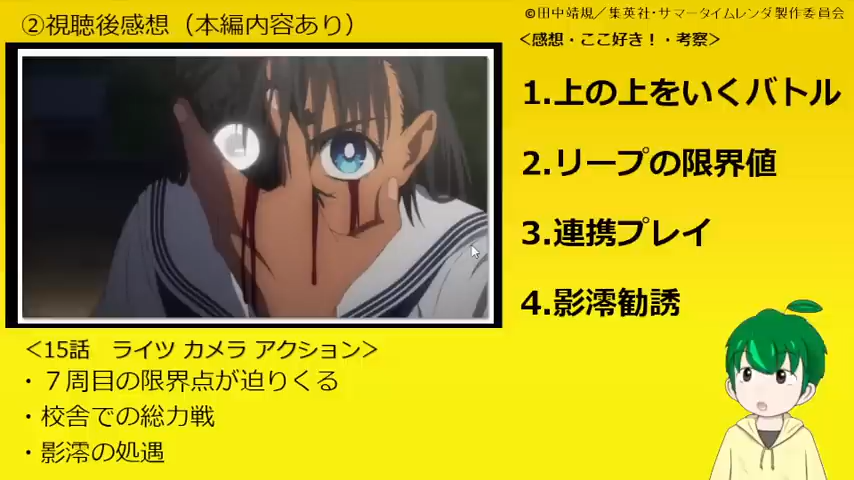 ②視聴後感想（本編内容あり）
©田中靖規／集英社・サマータイムレンダ製作委員会
＜感想・ここ好き！・考察＞
1.上の上をいくバトル
2.リープの限界値
3.連携プレイ
4.影澪勧誘
＜15話　ライツ カメラ アクション＞
・７周目の限界点が迫りくる
・校舎での総力戦
・影澪の処遇